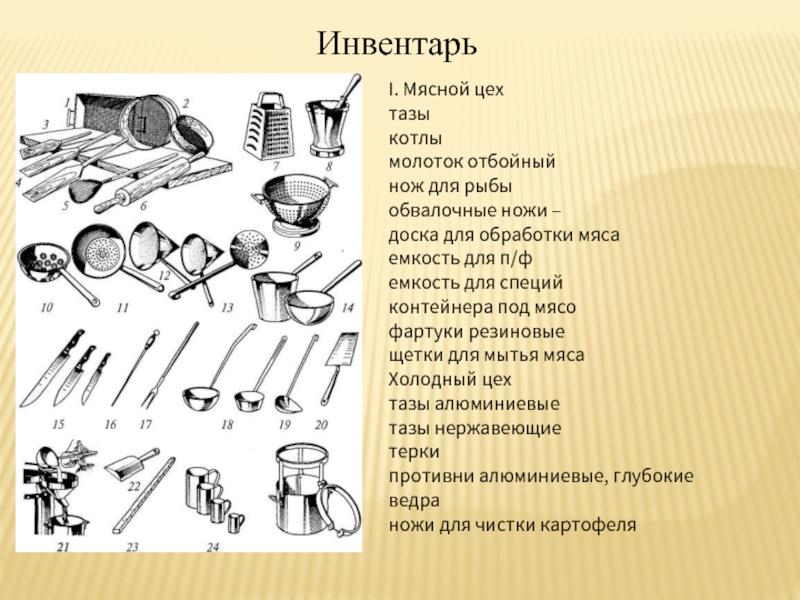 Инвентарь
I. Мясной цех
тазы
котлы
молоток отбойный
нож для рыбы
обвалочные ножи –
доска для обработки мяса
емкость для п/ф
емкость для специй
контейнера под мясо
фартуки резиновые
щетки для мытья мяса
Холодный цех
тазы алюминиевые
тазы нержавеющие
терки
противни алюминиевые, глубокие
ведра
ножи для чистки картофеля
1 2
3
4 5 6 7 8
9
10 11 12 13 14
15 16 17 18 19 20
21 22 23 24